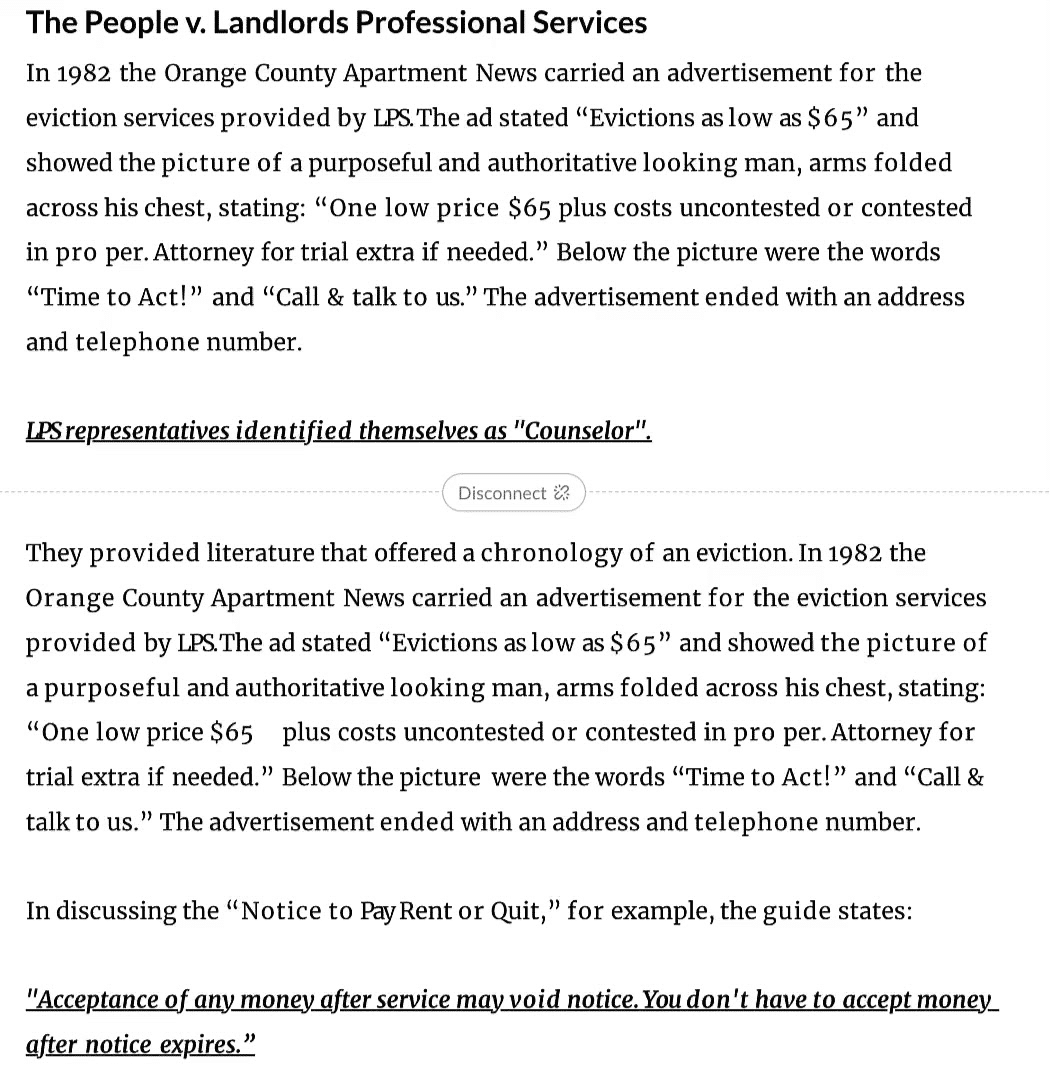 The People v. Landlords Professional Services
In 1982 the Orange County Apartment News carried an advertisement for the
eviction services provided by LPS.The ad stated “Evictions as low as $65” and
showed the picture of a purposeful and authoritative looking man, arms folded
across his chest, stating: “One low price $65 plus costs uncontested or contested
in pro per. Attorney for trial extra if needed.” Below the picture were the words
“Time to Act!” and “Call & talk to us.” The advertisement ended with an address
and telephone number.
LPS representatives identified themselves as "Counselor".
Disconnect
They provided literature that offered a chronology of an eviction. In 1982 the
Orange County Apartment News carried an advertisement for the eviction services
provided by LPS.The ad stated “Evictions as low as $65” and showed the picture of
a purposeful and authoritative looking man, arms folded across his chest, stating:
“One low price $65 plus costs uncontested or contested in pro per. Attorney for
trial extra if needed.” Below the picture were the words “Time to Act!” and “Call &
talk to us.” The advertisement ended with an address and telephone number.
In discussing the “Notice to Pay Rent or Quit,” for example, the guide states:
"Acceptance of any money after service may void notice. You don't have to accept money
after notice expires.”